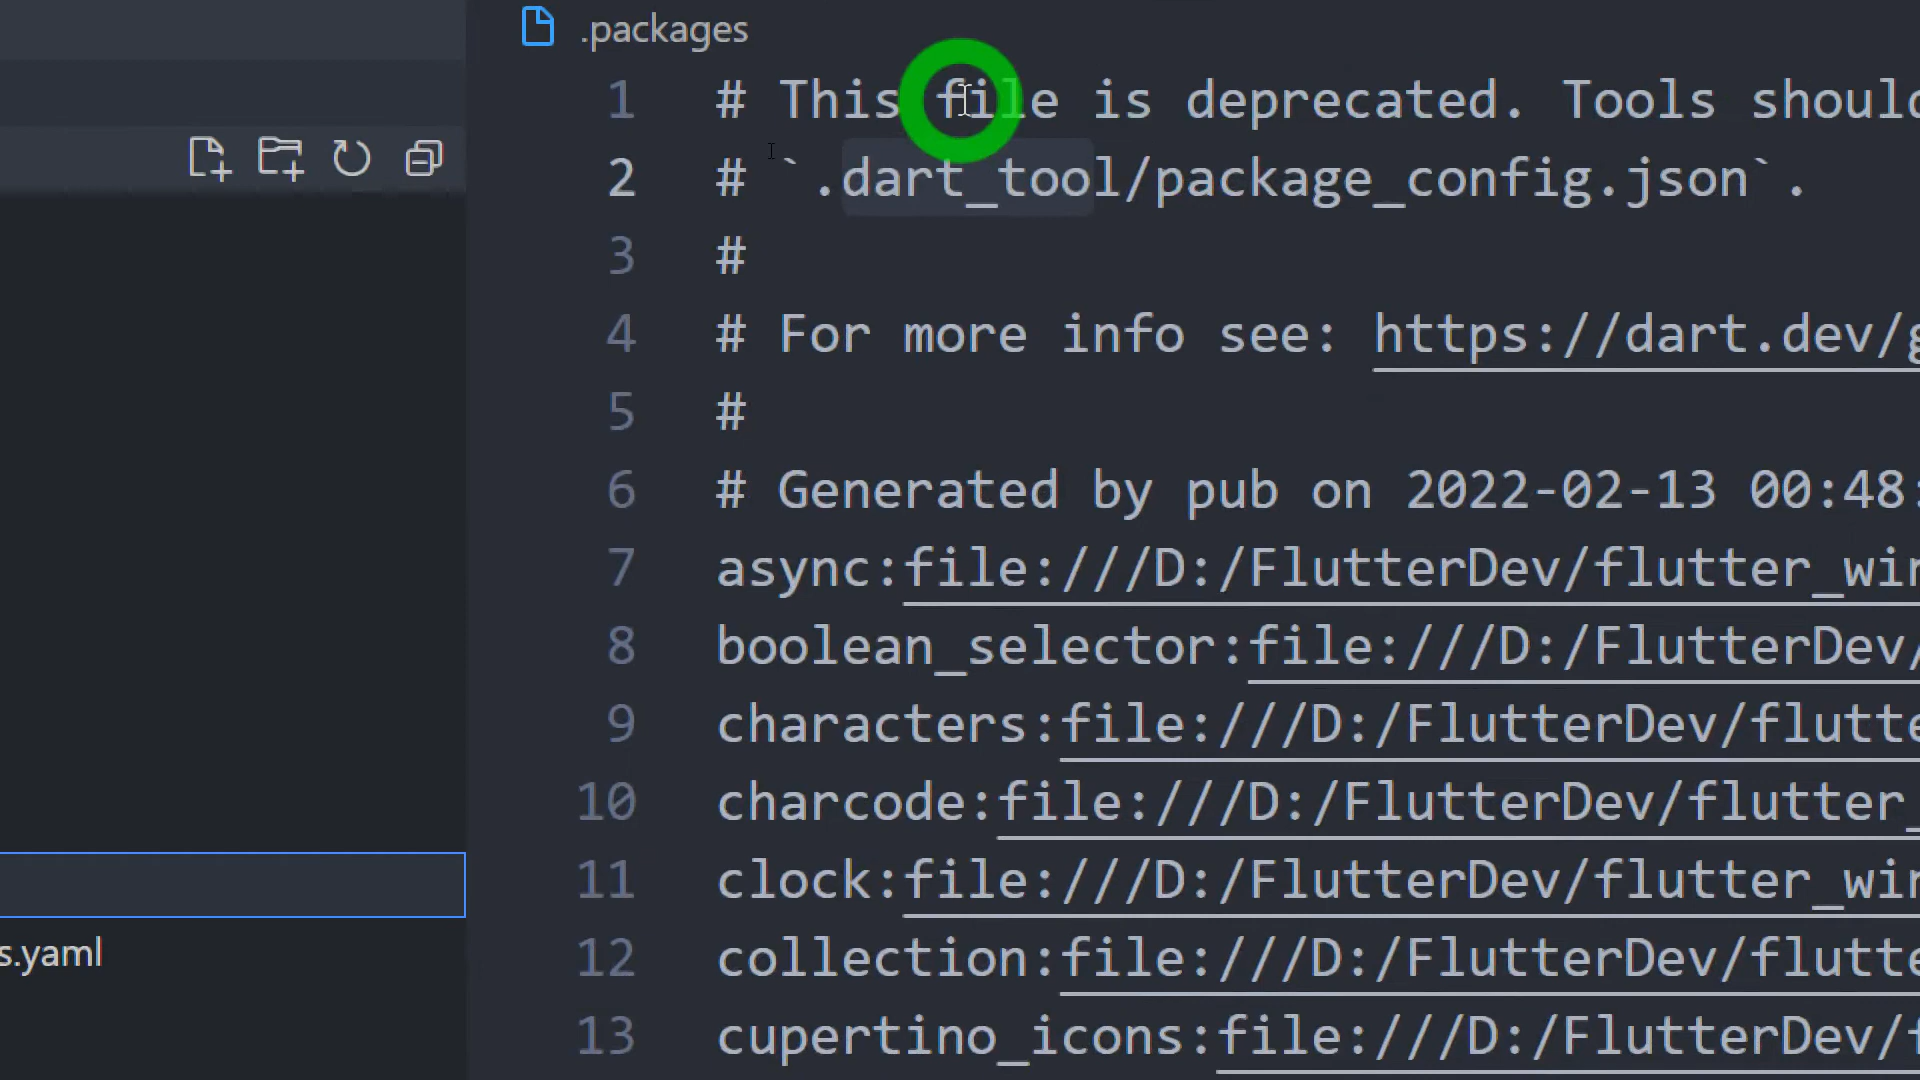 .packages
1 # This file is deprecated. Tools should
2 # `.dart_tool/package_config.json`.
3 #
4 # For more info see: https://dart.dev/g
5 #
6 # Generated by pub on 2022-02-13 00:48:
7 async:file:///D:/FlutterDev/flutter_win
8 boolean_selector:file:///D:/FlutterDev/
9 characters:file:///D:/FlutterDev/flutte
10 charcode:file:///D:/FlutterDev/flutter_
11 clock:file:///D:/FlutterDev/flutter_win
12 collection:file:///D:/FlutterDev/flutte
13 cupertino_icons:file:///D:/FlutterDev/f
s.yaml